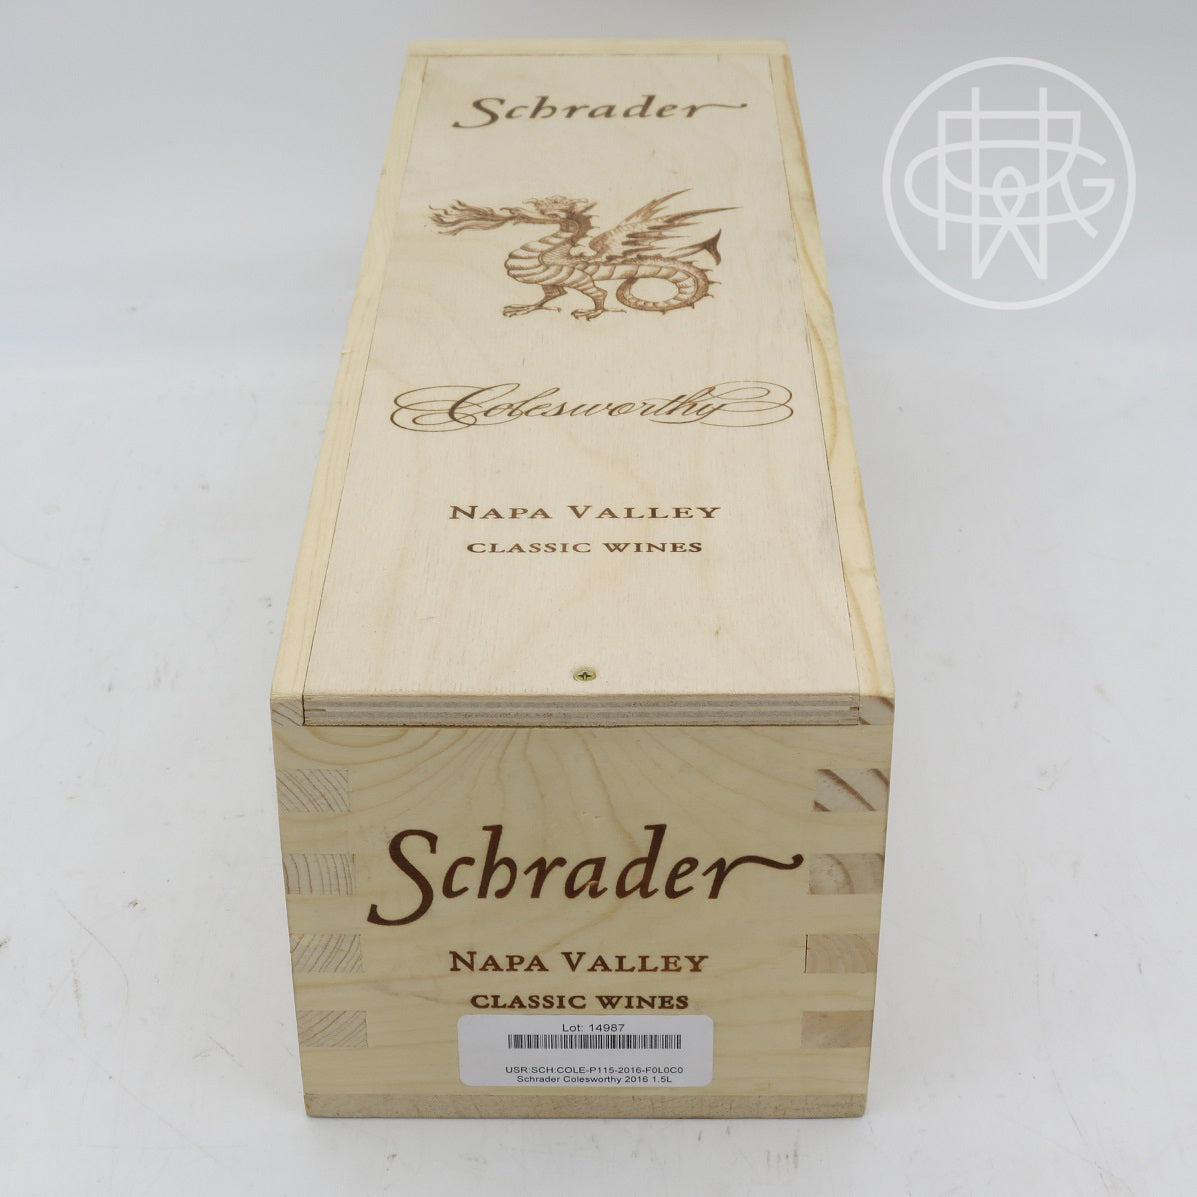 Schrader
Colesworthy
NAPA VALLEY
CLASSIC WINES
Schrader
NAPA VALLEY
CLASSIC WINES
Lot: 14987
USR:SCH:COLE-P115-2016-F0L0C0
Schrader Colesworthy 2016 1.5L